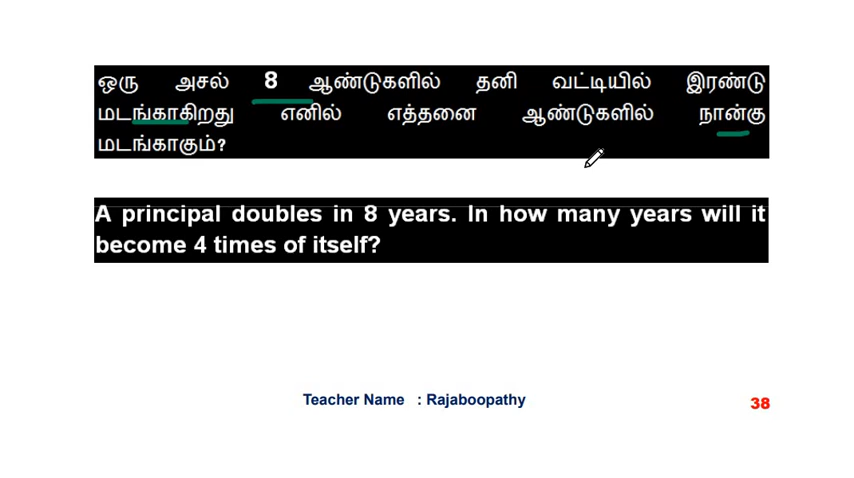 ஒரு அசல் 8 ஆண்டுகளில் தனி வட்டியில் இரண்டு
மடங்காகிறது எனில் எத்தனை ஆண்டுகளில் நான்கு
மடங்காகும்?
A principal doubles in 8 years. In how many years will it
become 4 times of itself?
Teacher Name : Rajaboopathy
38